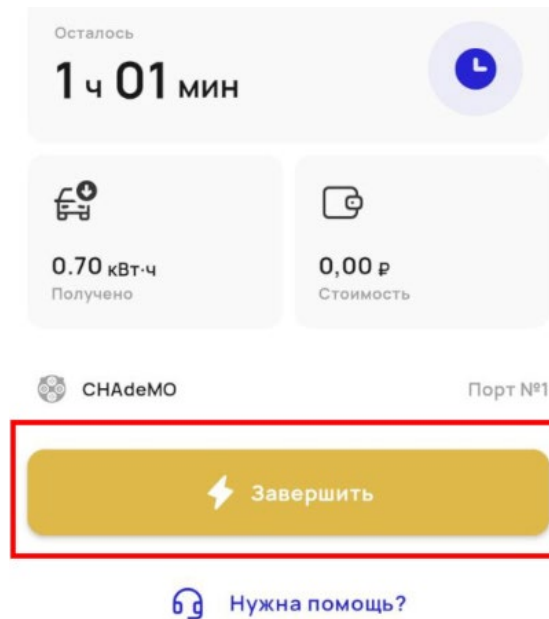 Осталось
1 ч 01 мин
0.70 кВт·ч
Получено
0,00 ₽
Стоимость
CHAdeMO
Порт №1
Завершить
Нужна помощь?